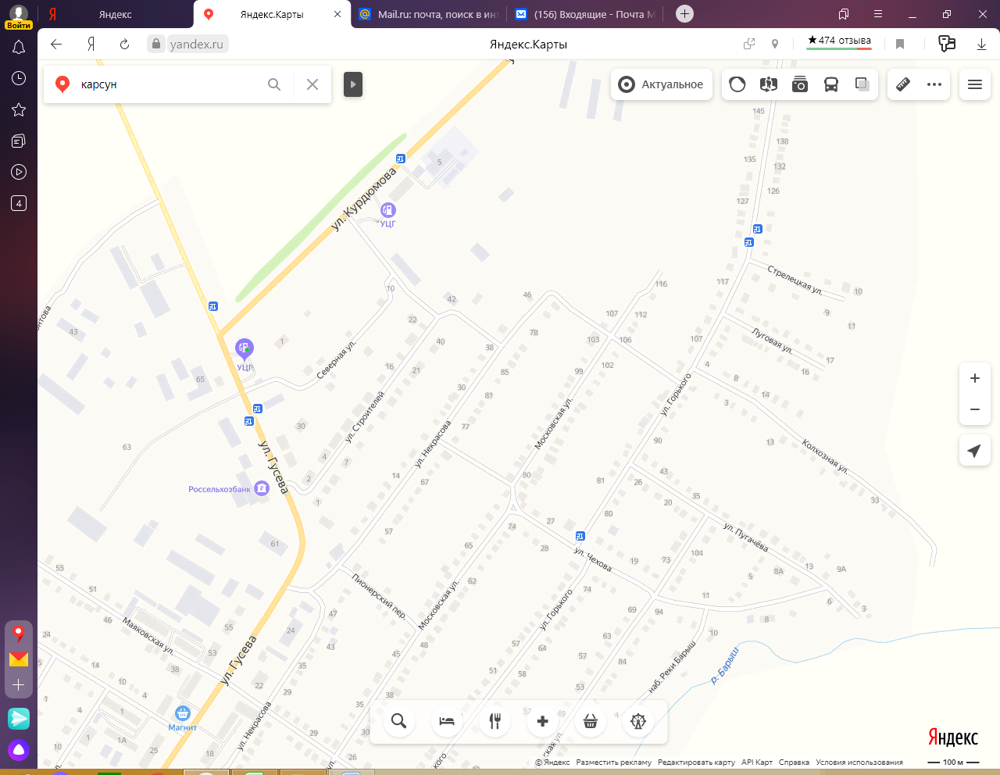 Войти
Я
Яндекс
Яндекс.Карты
Mail.ru: почта, поиск в инт
(156) Входящие - Почта M
yandex.ru
Яндекс.Карты
★474 отзыва
карсун
Актуальное
4
145
138
135
132
126
127
5
ул. Курдюмова
УЦГ
Стрелецкая ул.
117
10
9
11
116
10
42
46
22
107
112
43
1
40
38
78
103
106
107
Луговая ул.
17
16
УЦГ
65
Северная ул.
16
21
85
99
102
4
8
14
3
30
81
ул. Горького
ул. Строителей
ул. Некрасова
77
Московская ул.
13
Колхозная ул.
63
30
90
ул. Гусева
4
7
2
14
67
80
81
43
35
20
33
Россельхозбанк
1
80
27
74
57
28
ул. Пугачёва
61
65
ул. Чехова
19
73
104
13
9А
8А
5
55
51
Пионерский пер.
62
74
11
6
3
Московская ул.
ул. Горького
69
94
8
46
47
55
24
24
Маяковская ул.
53
43
45
48
57
64
63
10
14
38
35
51
58
57
84
наб. Реки Барыш
р. Барыш
ул. Гусева
10
4
22
29
35
38
1
4
1
Магнит
ул. Некрасова
49
4
1
1А
10
25
28
26
Яндекс
© Яндекс Разместить рекламу Редактировать карту API Карт Справка Условия использования
100 м